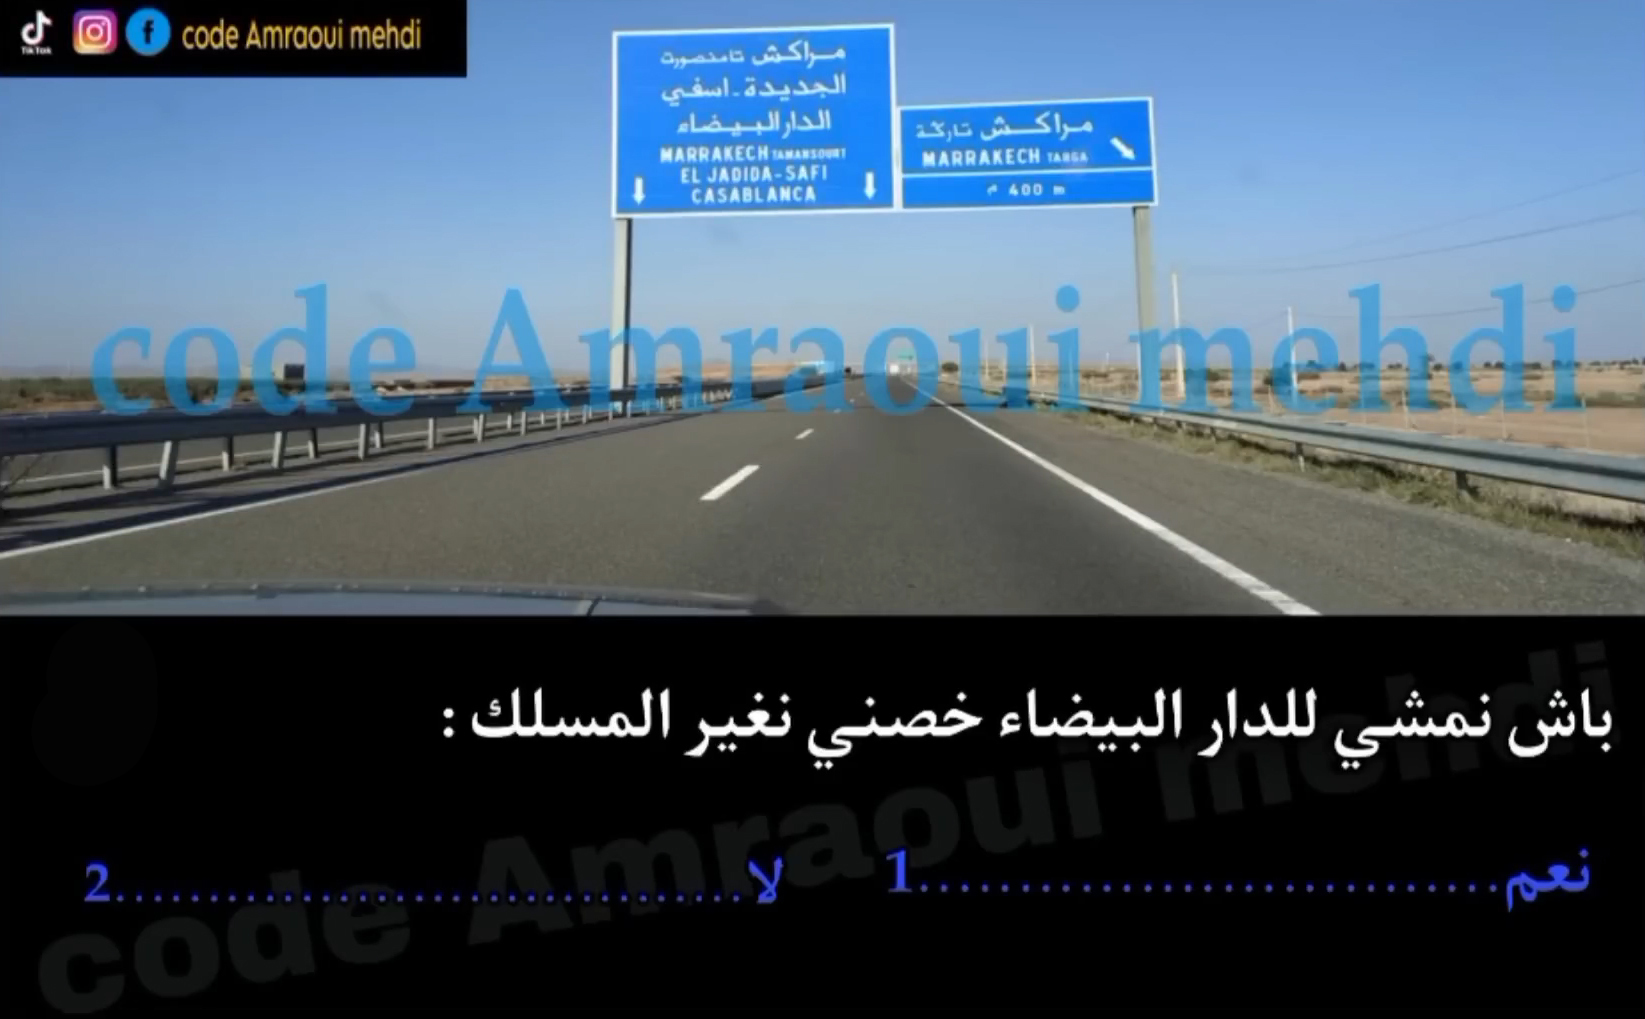 TikTok
code Amraoui mehdi
مراكش تامنصورت
الجديدة - اسفي
الدار البيضاء
MARRAKECH TAMANSOURT
EL JADIDA - SAFI
CASABLANCA
مراكش تاركة
MARRAKECH TARGA
م 400 m
code Amraoui mehdi
باش نمشي للدار البيضاء خصني نغير المسلك :
نعم............................1 لا................................2
code Amraoui mehdi